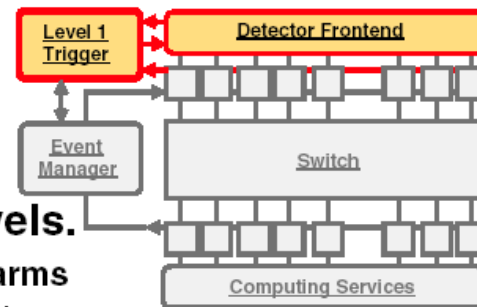 Level 1
Trigger
Detector Frontend
Event
Manager
Switch
vels.
arms
Computing Services